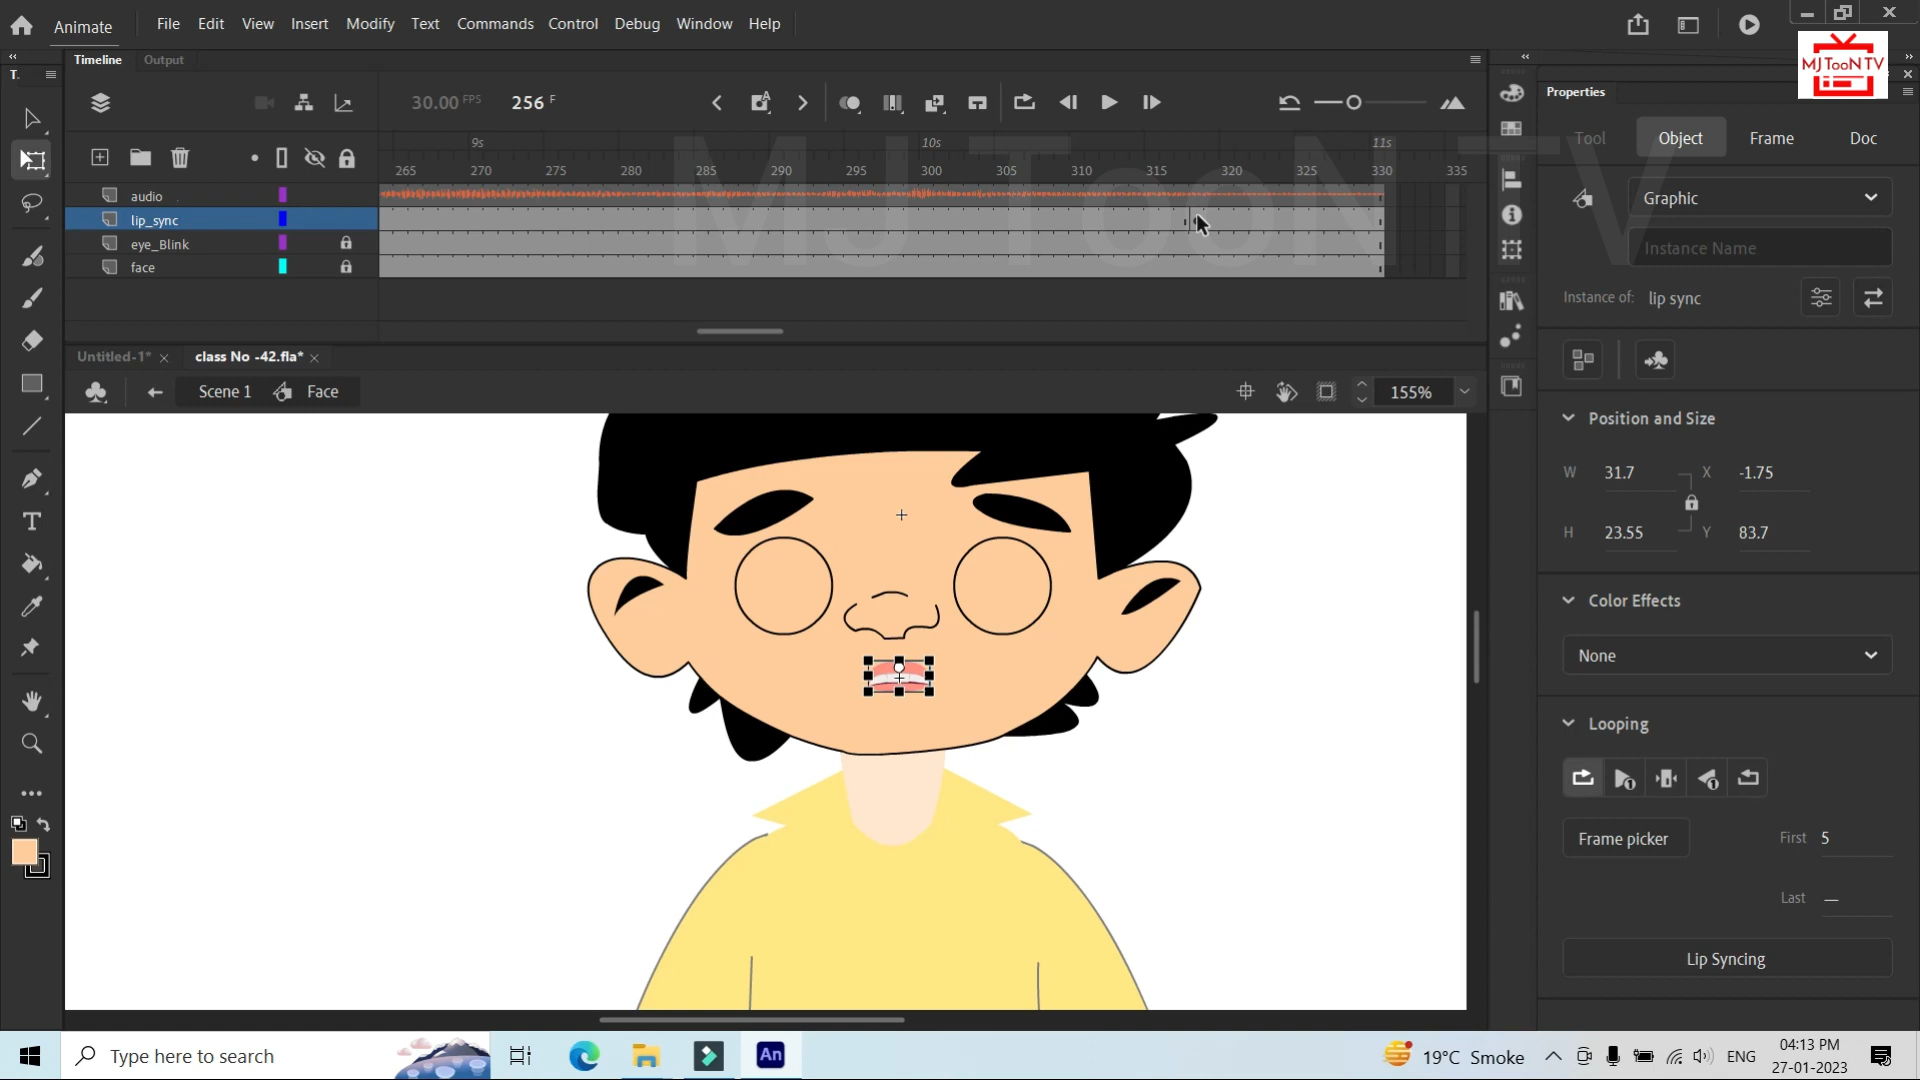 Animate File Edit View Insert Modify Text Commands Control Debug Window Help
MJTooNTV
Timeline Output
T.
30.00 FPS 256 F
Properties
Tool Object Frame Doc
9s 10s 11s
265 270 275 280 285 290 295 300 305 310 315 320 325 330 335
MJ TooN TV
audio
lip_sync
eye_Blink
face
Graphic
Instance Name
Instance of: lip sync
Untitled-1* class No -42.fla*
Scene 1 Face
155%
Position and Size
W 31.7 X -1.75
H 23.55 Y 83.7
Color Effects
None
Looping
Frame picker First 5
Last —
Lip Syncing
Type here to search
An
19°C Smoke
ENG
04:13 PM
27-01-2023